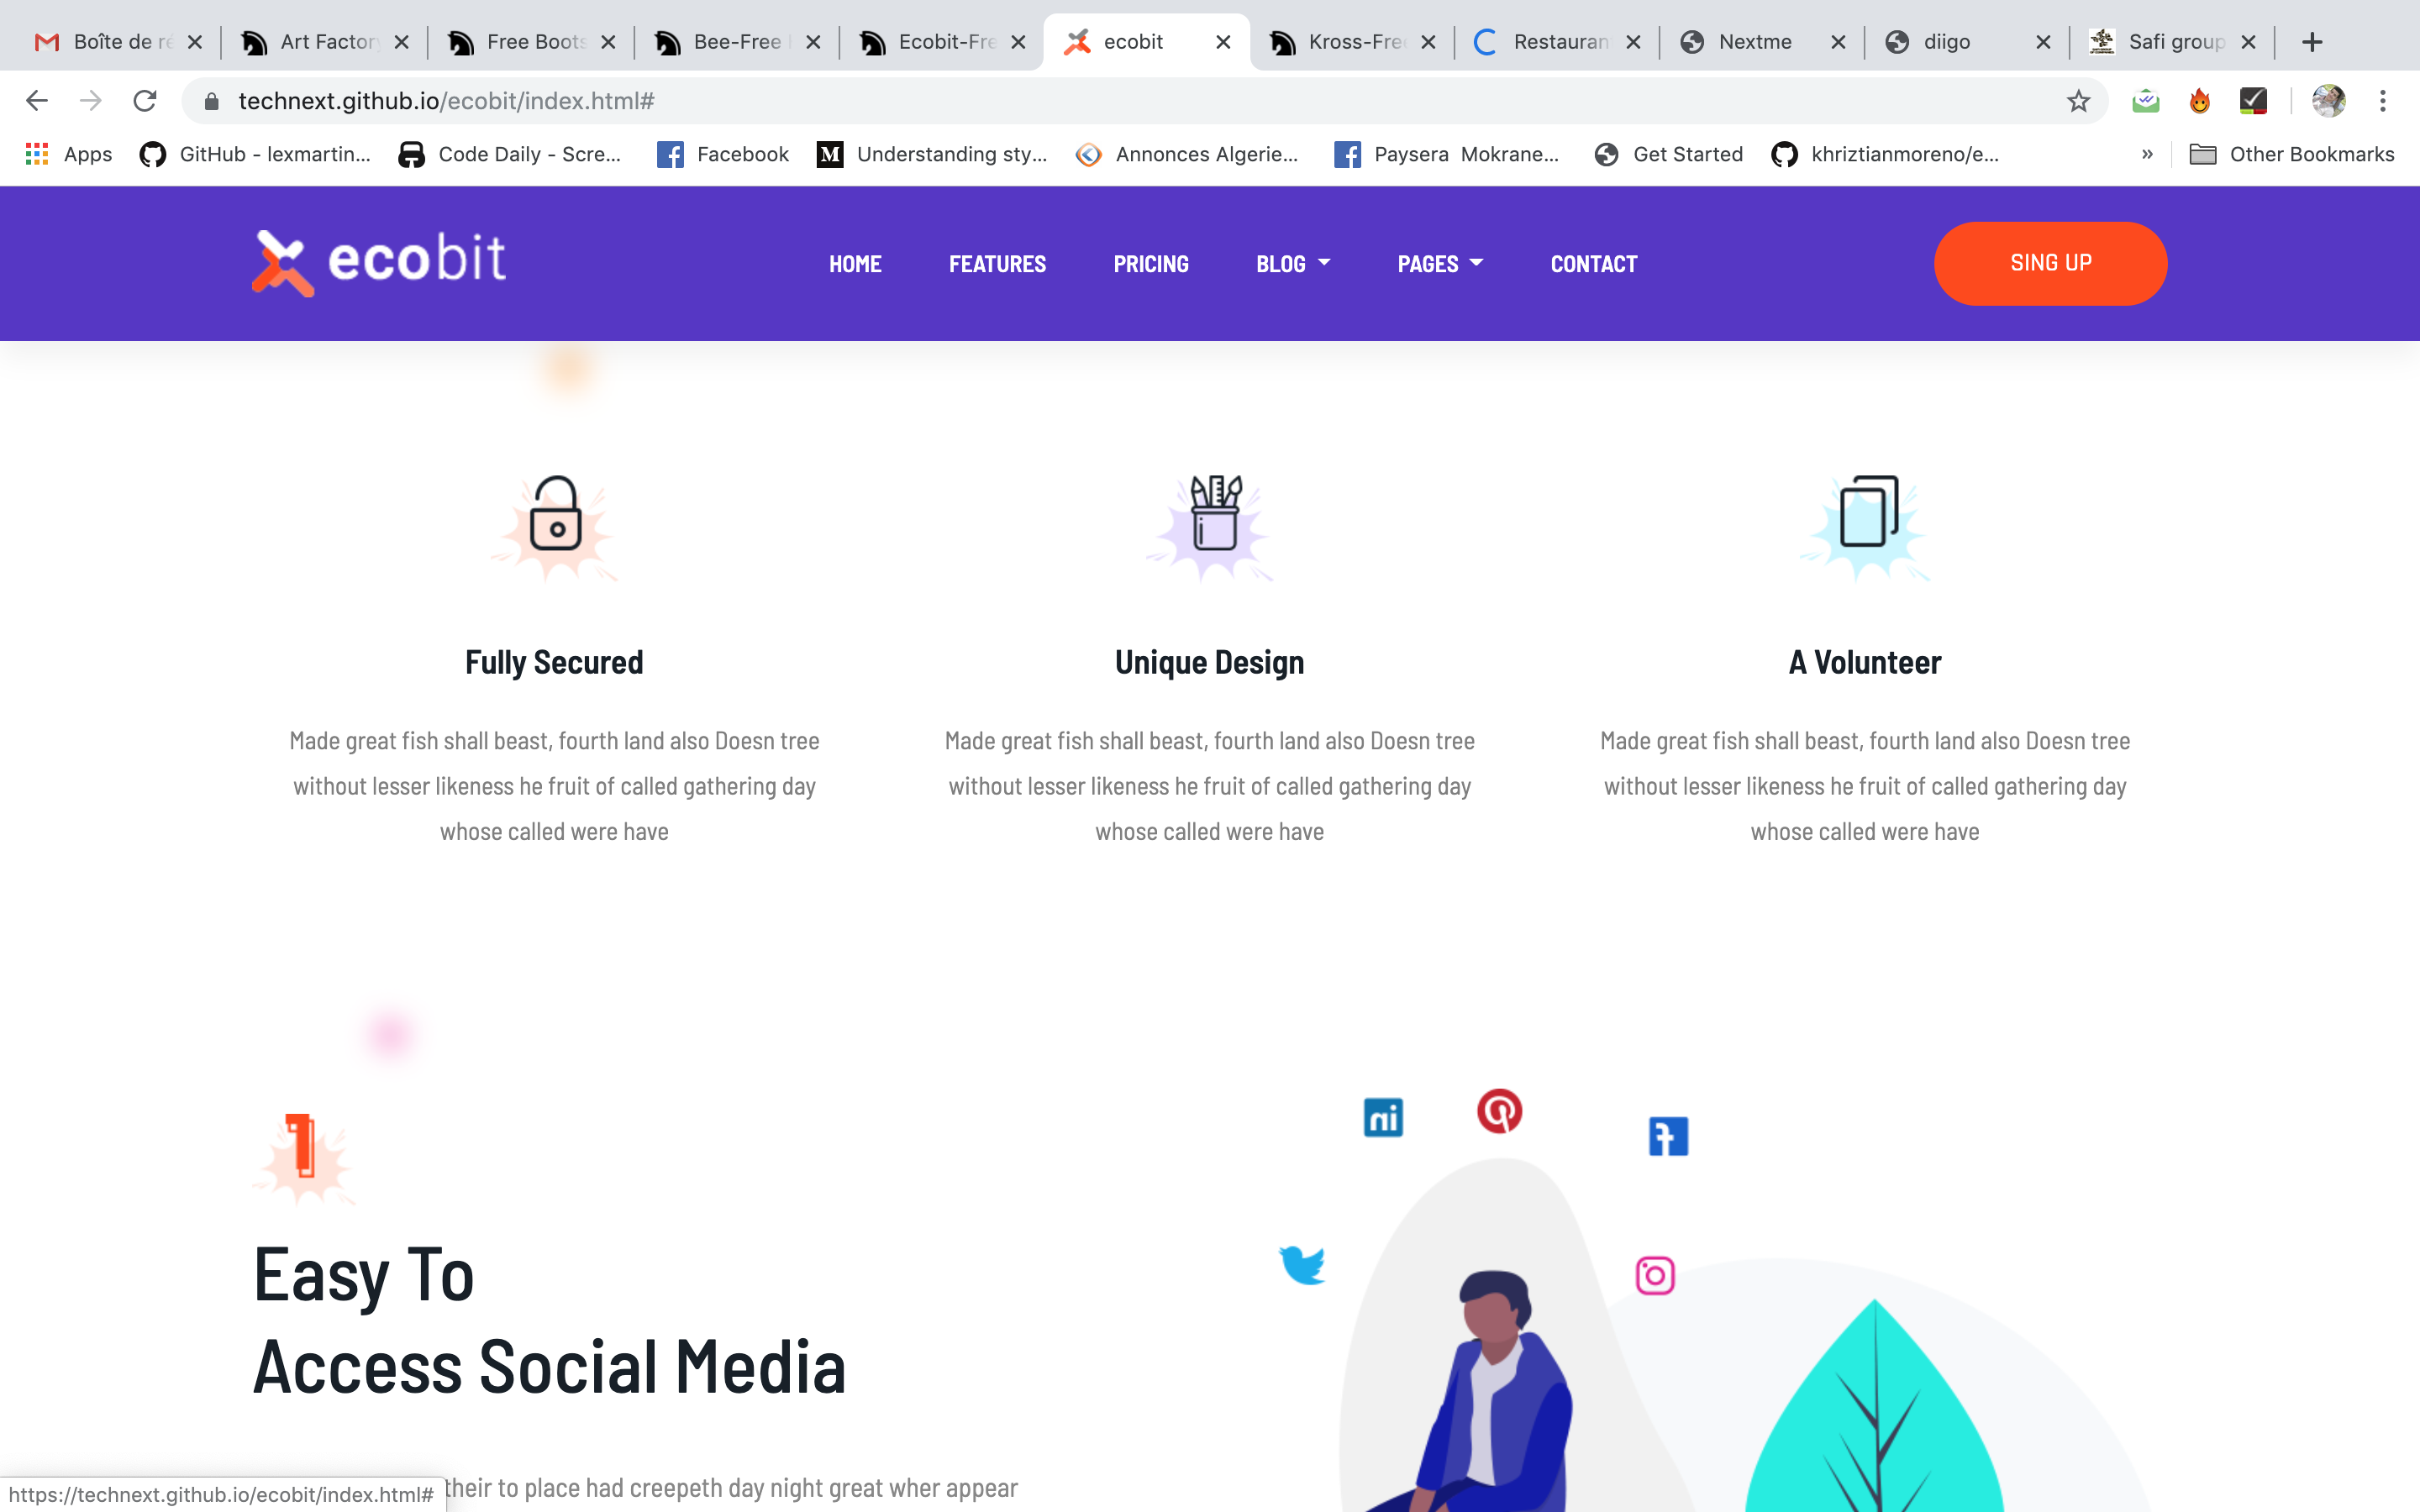 Boîte de ré
Art Factory
Free Boots
Bee-Free
Ecobit-Fre
ecobit
Kross-Free
Restauran
Nextme
diigo
Safi group
technext.github.io/ecobit/index.html#
Apps
GitHub - lexmartin...
Code Daily - Scre...
Facebook
Understanding sty...
Annonces Algerie...
Paysera Mokrane...
Get Started
khriztianmoreno/e...
»
Other Bookmarks
ecobit
HOME
FEATURES
PRICING
BLOG
PAGES
CONTACT
SING UP
Fully Secured
Made great fish shall beast, fourth land also Doesn tree
without lesser likeness he fruit of called gathering day
whose called were have
Unique Design
Made great fish shall beast, fourth land also Doesn tree
without lesser likeness he fruit of called gathering day
whose called were have
A Volunteer
Made great fish shall beast, fourth land also Doesn tree
without lesser likeness he fruit of called gathering day
whose called were have
1
Easy To
Access Social Media
their to place had creepeth day night great wher appear
https://technext.github.io/ecobit/index.html#